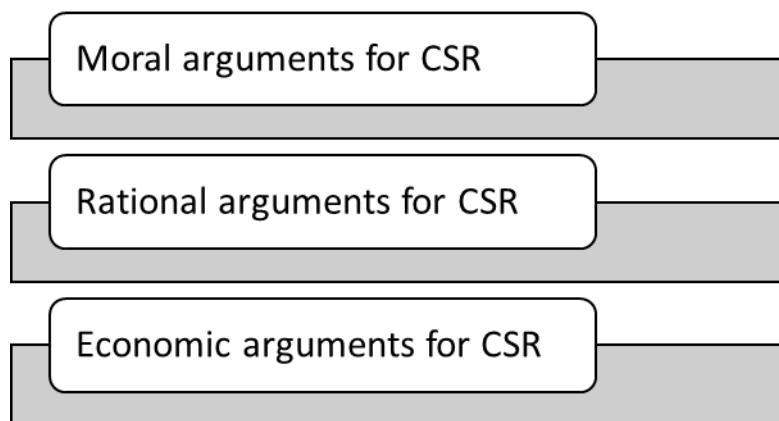 Moral arguments for CSR
Rational arguments for CSR
Economic arguments for CSR